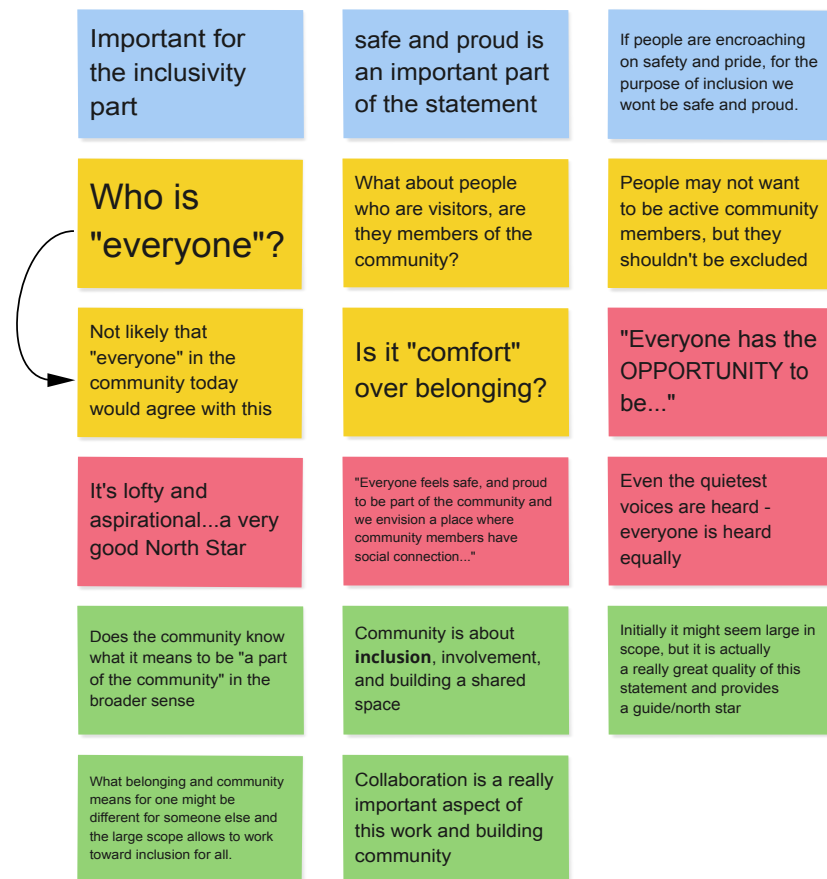 Important for
the inclusivity
part
safe and proud is
an important part
of the statement
If people are encroaching
on safety and pride, for the
purpose of inclusion we
wont be safe and proud.
Who is
"everyone"?
What about people
who are visitors, are
they members of the
community?
People may not want
to be active community
members, but they
shouldn't be excluded
Not likely that
"everyone" in the
community today
would agree with this
Is it "comfort"
over belonging?
"Everyone has the
OPPORTUNITY to
be..."
It's lofty and
aspirational...a very
good North Star
"Everyone feels safe, and proud
to be part of the community and
we envision a place where
community members have
social connection..."
Even the quietest
voices are heard -
everyone is heard
equally
Does the community know
what it means to be "a part
of the community" in the
broader sense
Community is about
inclusion, involvement,
and building a shared
space
Initially it might seem large in
scope, but it is actually
a really great quality of this
statement and provides
a guide/north star
What belonging and community
means for one might be
different for someone else and
the large scope allows to work
toward inclusion for all.
Collaboration is a really
important aspect of
this work and building
community